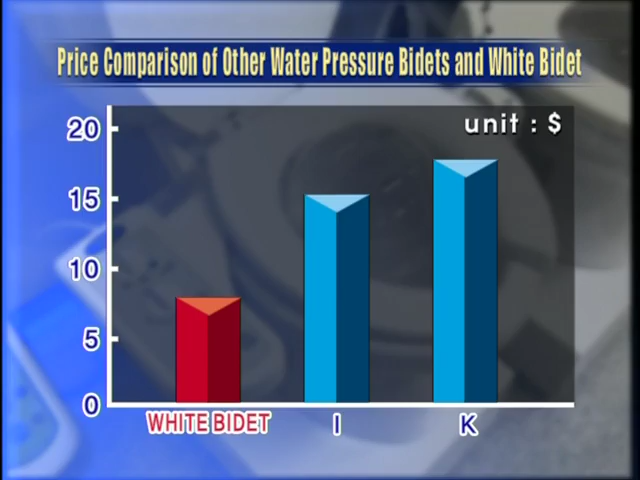 Price Comparison of Other Water Pressure Bidets and White Bidet
unit : $
20
15
10
5
0
WHITE BIDET I K